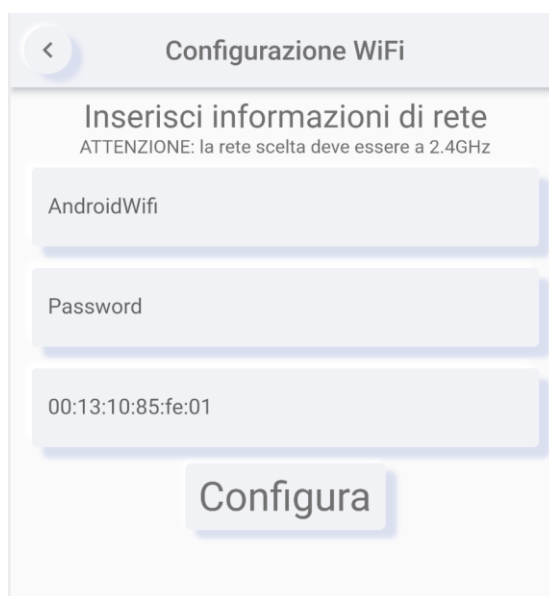 Configurazione WiFi
Inserisci informazioni di rete
ATTENZIONE: la rete scelta deve essere a 2.4GHz
AndroidWifi
Password
00:13:10:85:fe:01
Configura